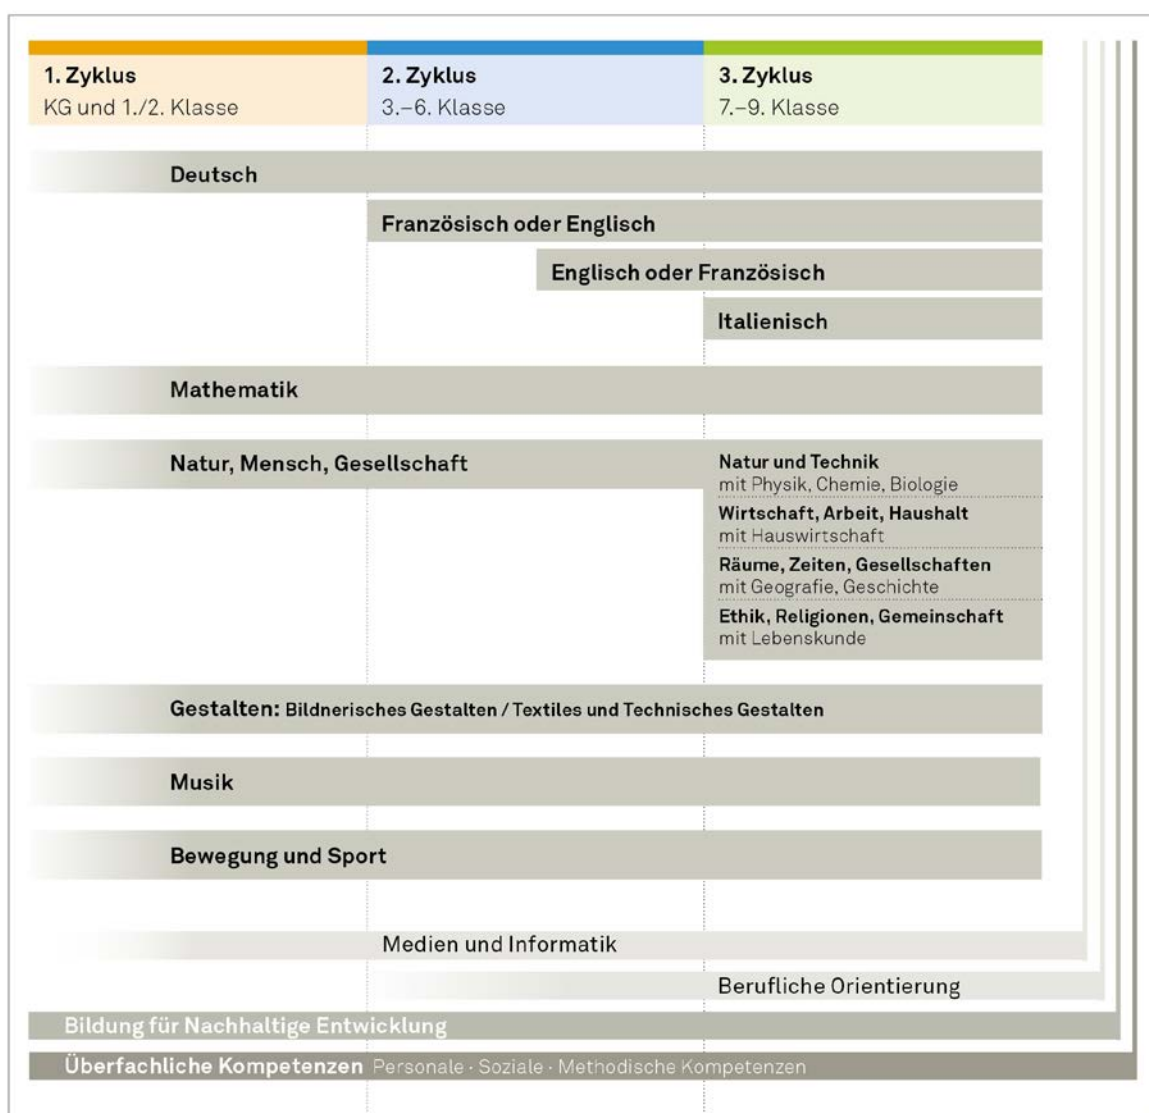 1. Zyklus
KG und 1./2. Klasse
2. Zyklus
3.–6. Klasse
3. Zyklus
7.–9. Klasse
Deutsch
Französisch oder Englisch
Englisch oder Französisch
Italienisch
Mathematik
Natur, Mensch, Gesellschaft
Natur und Technik
mit Physik, Chemie, Biologie
Wirtschaft, Arbeit, Haushalt
mit Hauswirtschaft
Räume, Zeiten, Gesellschaften
mit Geografie, Geschichte
Ethik, Religionen, Gemeinschaft
mit Lebenskunde
Gestalten: Bildnerisches Gestalten / Textiles und Technisches Gestalten
Musik
Bewegung und Sport
Medien und Informatik
Berufliche Orientierung
Bildung für Nachhaltige Entwicklung
Überfachliche Kompetenzen Personale · Soziale · Methodische Kompetenzen